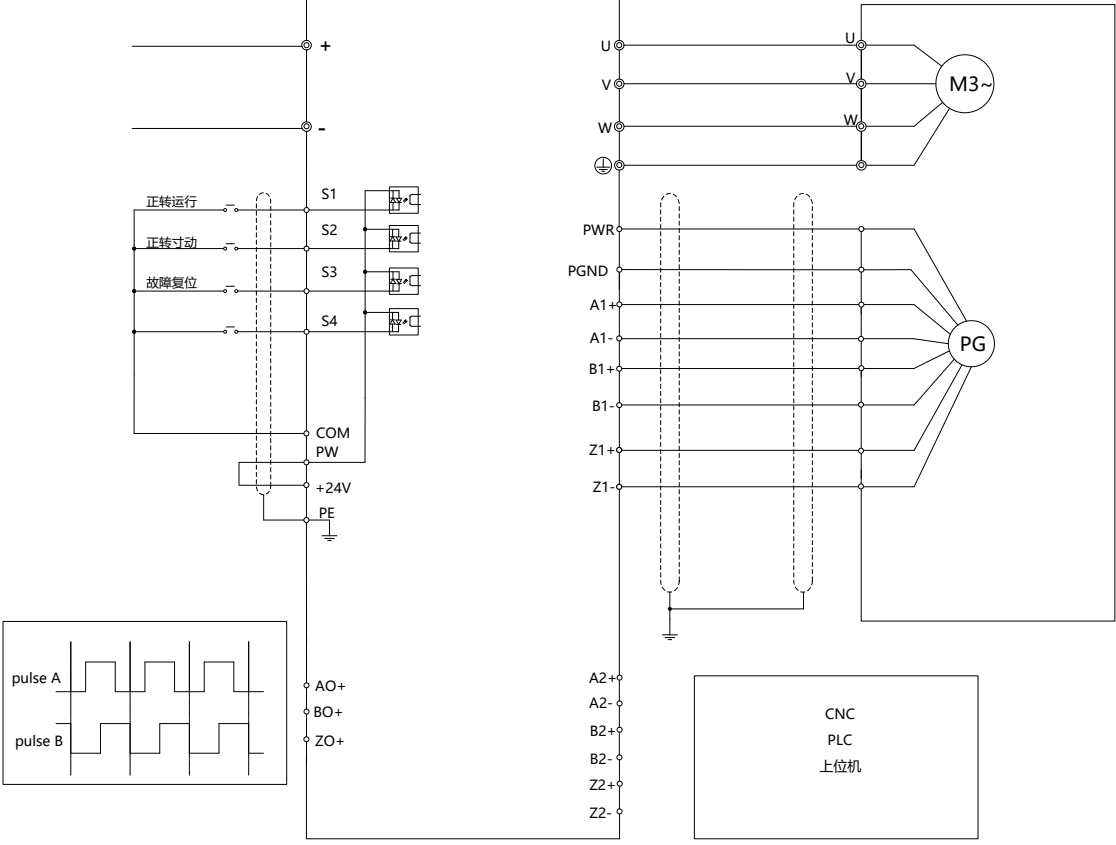 +
-
正转运行
S1
正转寸动
S2
故障复位
S3
S4
COM
PW
+24V
PE
pulse A
pulse B
AO+
BO+
ZO+
U
V
W
U
V
W
M3~
PWR
PGND
A1+
A1-
B1+
B1-
Z1+
Z1-
PG
A2+
A2-
B2+
B2-
Z2+
Z2-
CNC
PLC
上位机